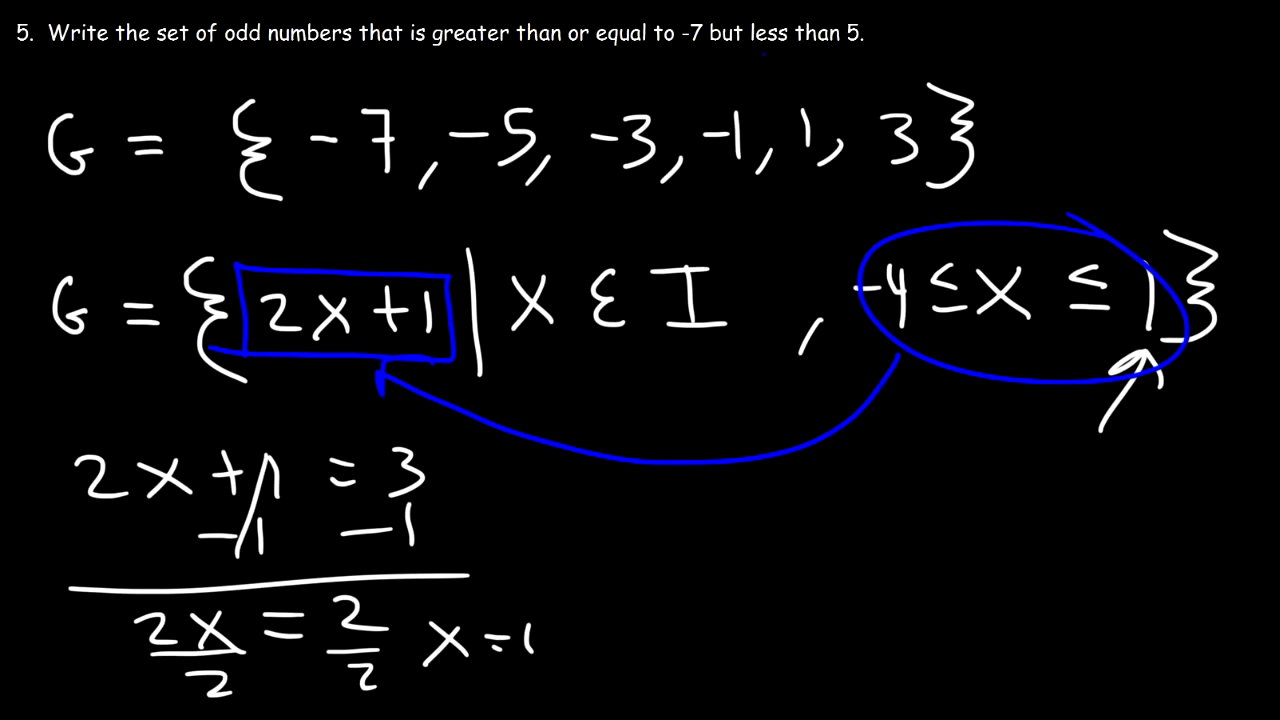 5. Write the set of odd numbers that is greater than or equal to -7 but less than 5.
G = { -7, -5, -3, -1, 1, 3}
G = { 2x+1 | X ε I , -4 ≤ X ≤ 1}
2x+1 = 3
-1 -1
2x/2 = 2/2 x=1